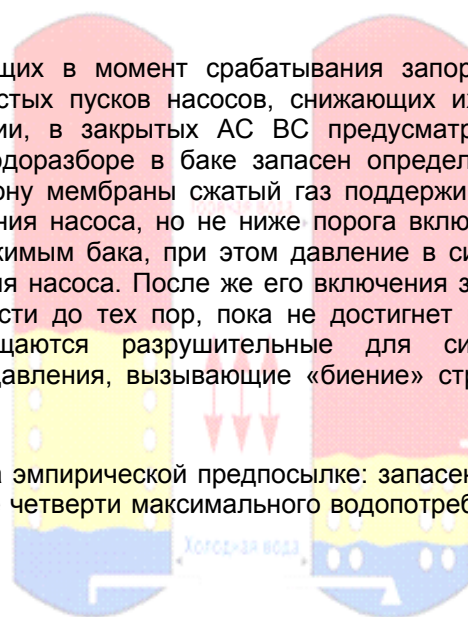 щих в момент срабатывания запор
стых пусков насосов, снижающих их
ии, в закрытых АС ВС предусматр
одоразборе в баке запасен определ
ону мембраны сжатый газ поддержи
ния насоса, но не ниже порога вклю
жимым бака, при этом давление в си
ия насоса. После же его включения з
сти до тех пор, пока не достигнет
щаются разрушительные для си
давления, вызывающие «биение» стр
а эмпирической предпосылке: запасен
четверти максимального водопотреб
Холодная вода